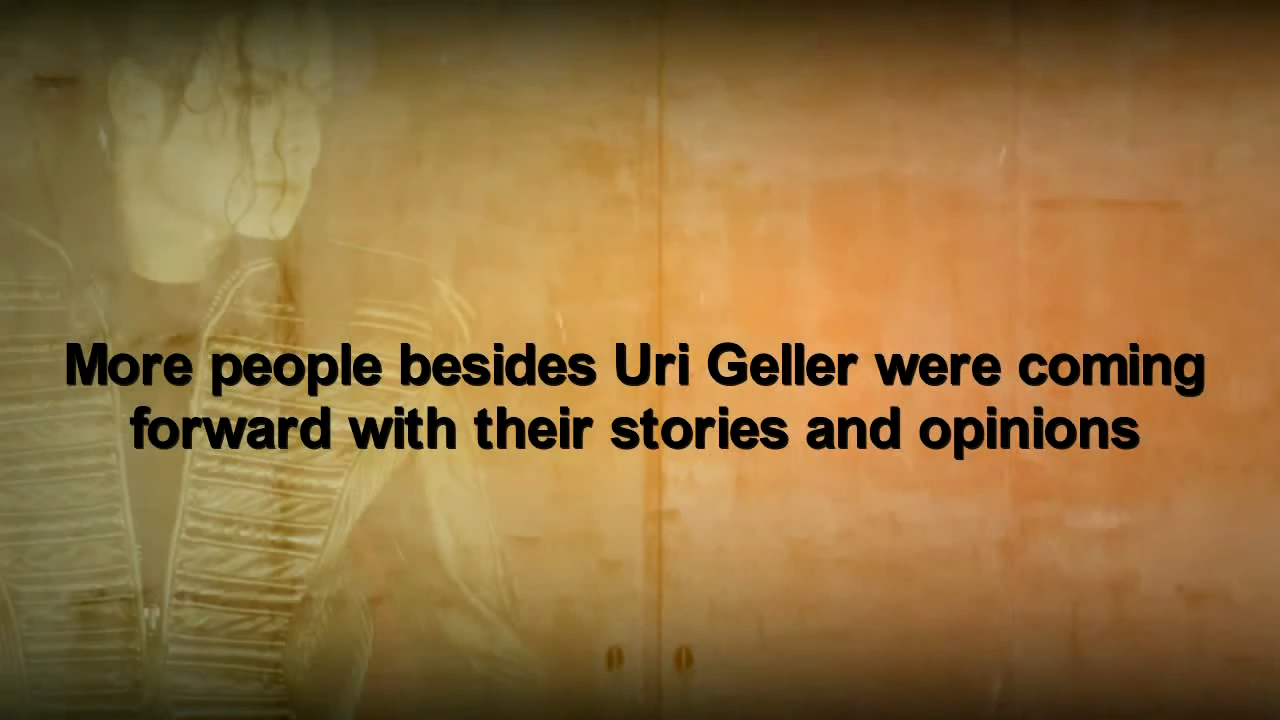 More people besides Uri Geller were coming
forward with their stories and opinions